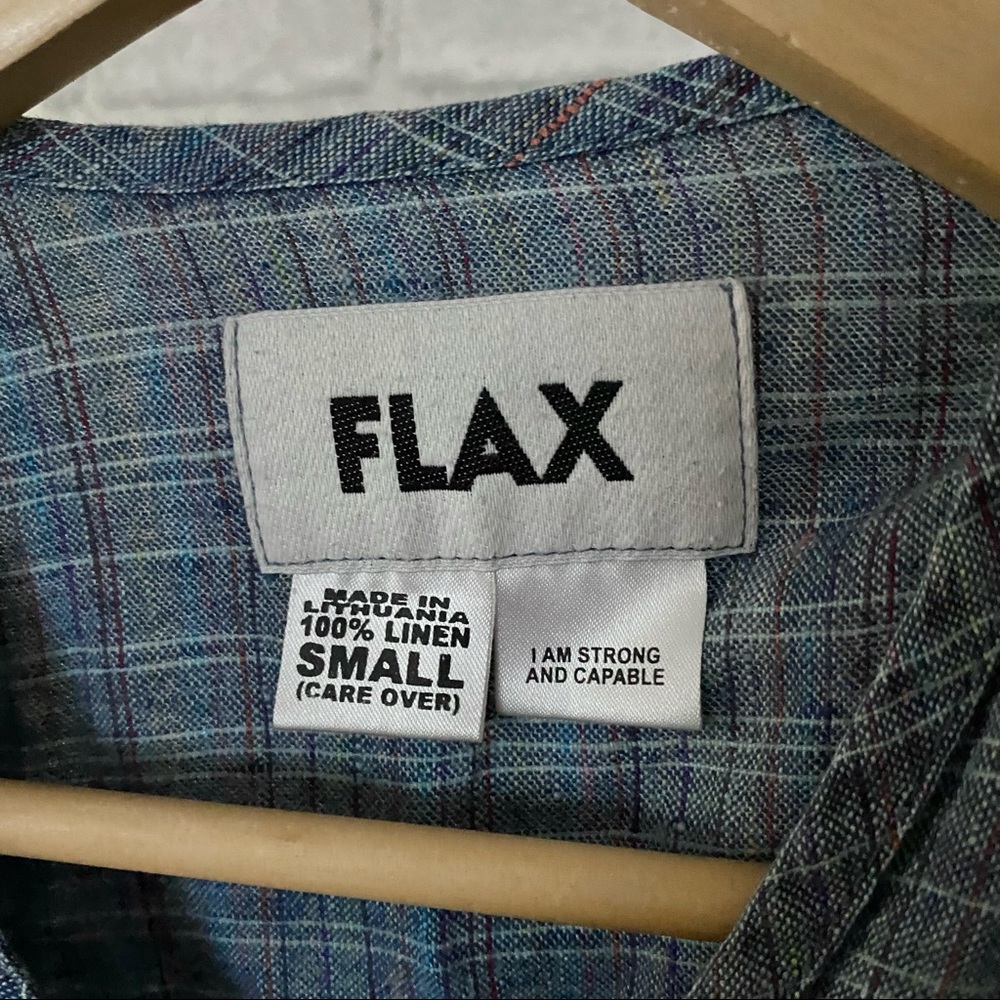 FLAX
MADE IN
LITHUANIA
100% LINEN
SMALL
(CARE OVER)
I AM STRONG
AND CAPABLE